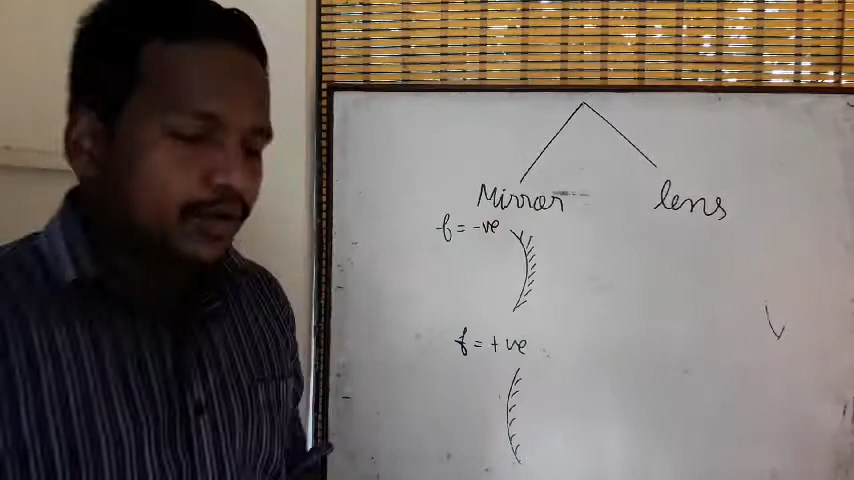 Mirror lens
f = -ve
f = +ve